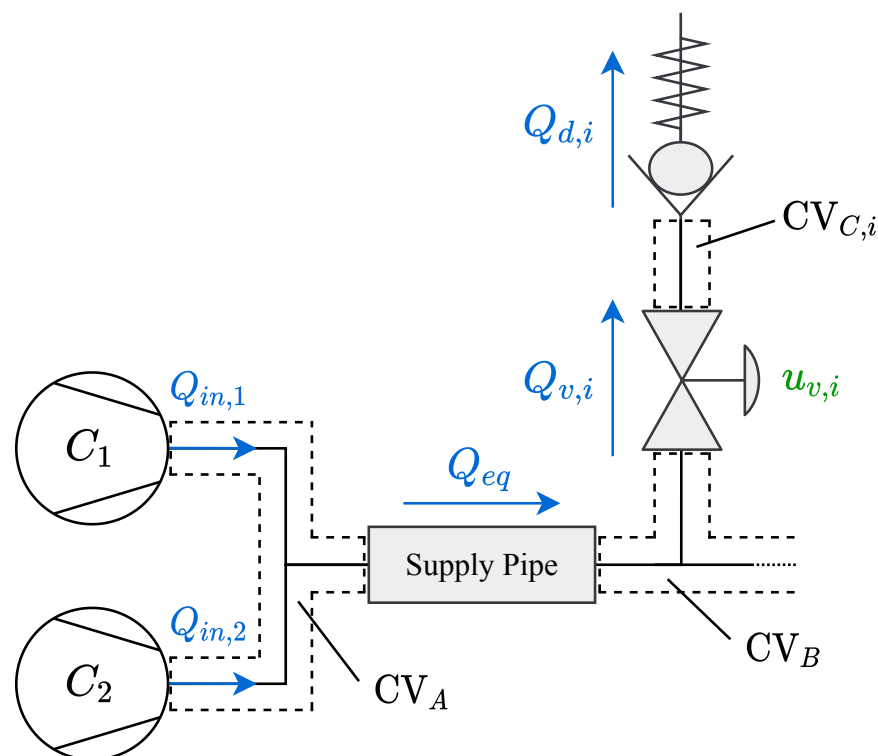 Q_{d,i}
CV_{C,i}
Q_{v,i}
u_{v,i}
Q_{in,1}
C_1
Q_{eq}
Supply Pipe
Q_{in,2}
CV_B
C_2
CV_A